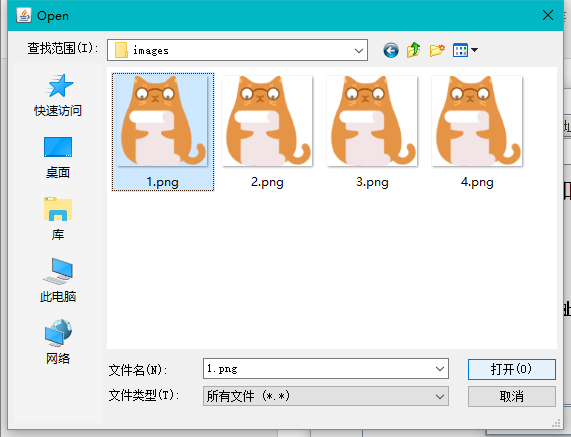 Open
查找范围(I):
images
快速访问
桌面
库
此电脑
网络
1.png
2.png
3.png
4.png
文件名(N):
1.png
打开(O)
文件类型(T):
所有文件 (*.*)
取消